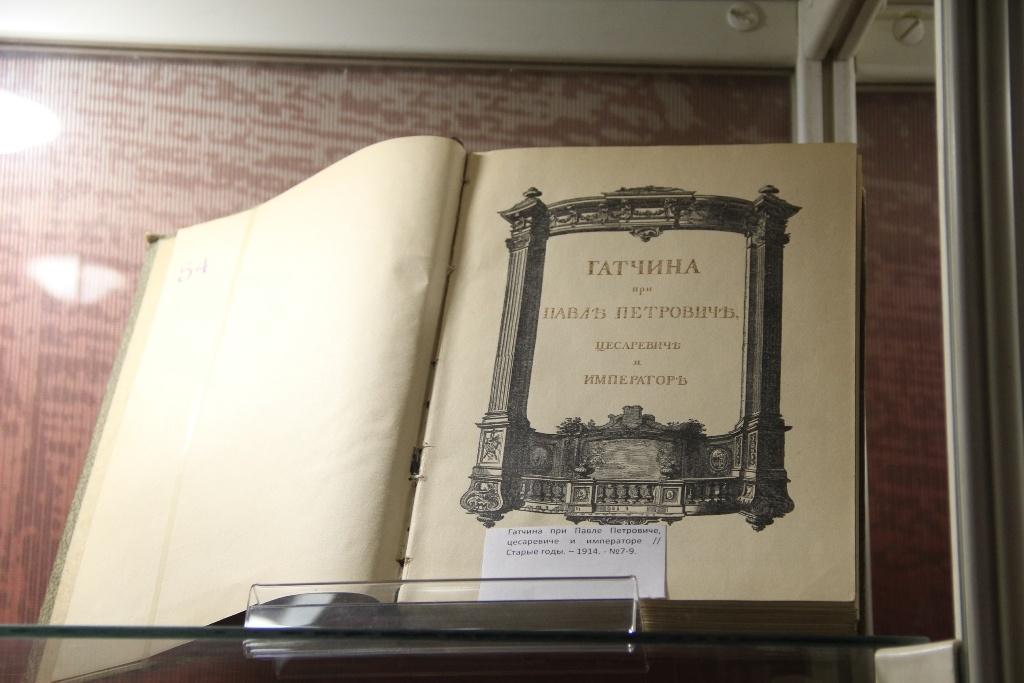 54
ГАТЧИНА
при
ПАВЛѢ ПЕТРОВИЧѢ,
ЦЕСАРЕВИЧѢ
и
ИМПЕРАТОРѢ
Гатчина при Павле Петровиче,
цесаревиче и императоре //
Старые годы. – 1914. - №7-9.